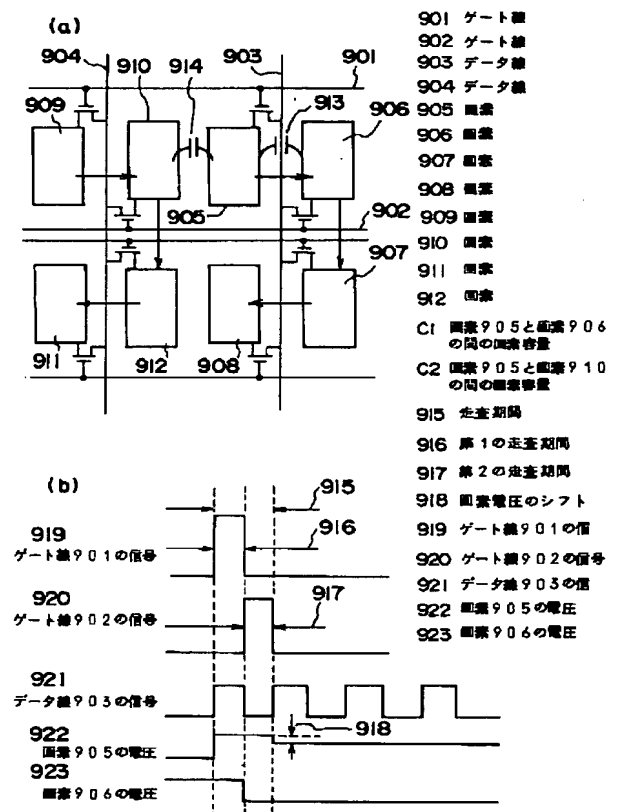 (a)
904
910
914
903
901
909
913
906
905
902
907
911
912
908
901 ゲート線
902 ゲート線
903 データ線
904 データ線
905 画素
906 画素
907 画素
908 画素
909 画素
910 画素
911 画素
912 画素
C1 画素905と画素906
の間の画素容量
C2 画素905と画素910
の間の画素容量
915 走査期間
916 第1の走査期間
917 第2の走査期間
918 画素電圧のシフト
919 ゲート線901の信
920 ゲート線902の信号
921 データ線903の信
922 画素905の電圧
923 画素906の電圧
(b)
915
919
916
ゲート線901の信号
920
917
ゲート線902の信号
921
データ線903の信号
922
918
画素905の電圧
923
画素906の電圧